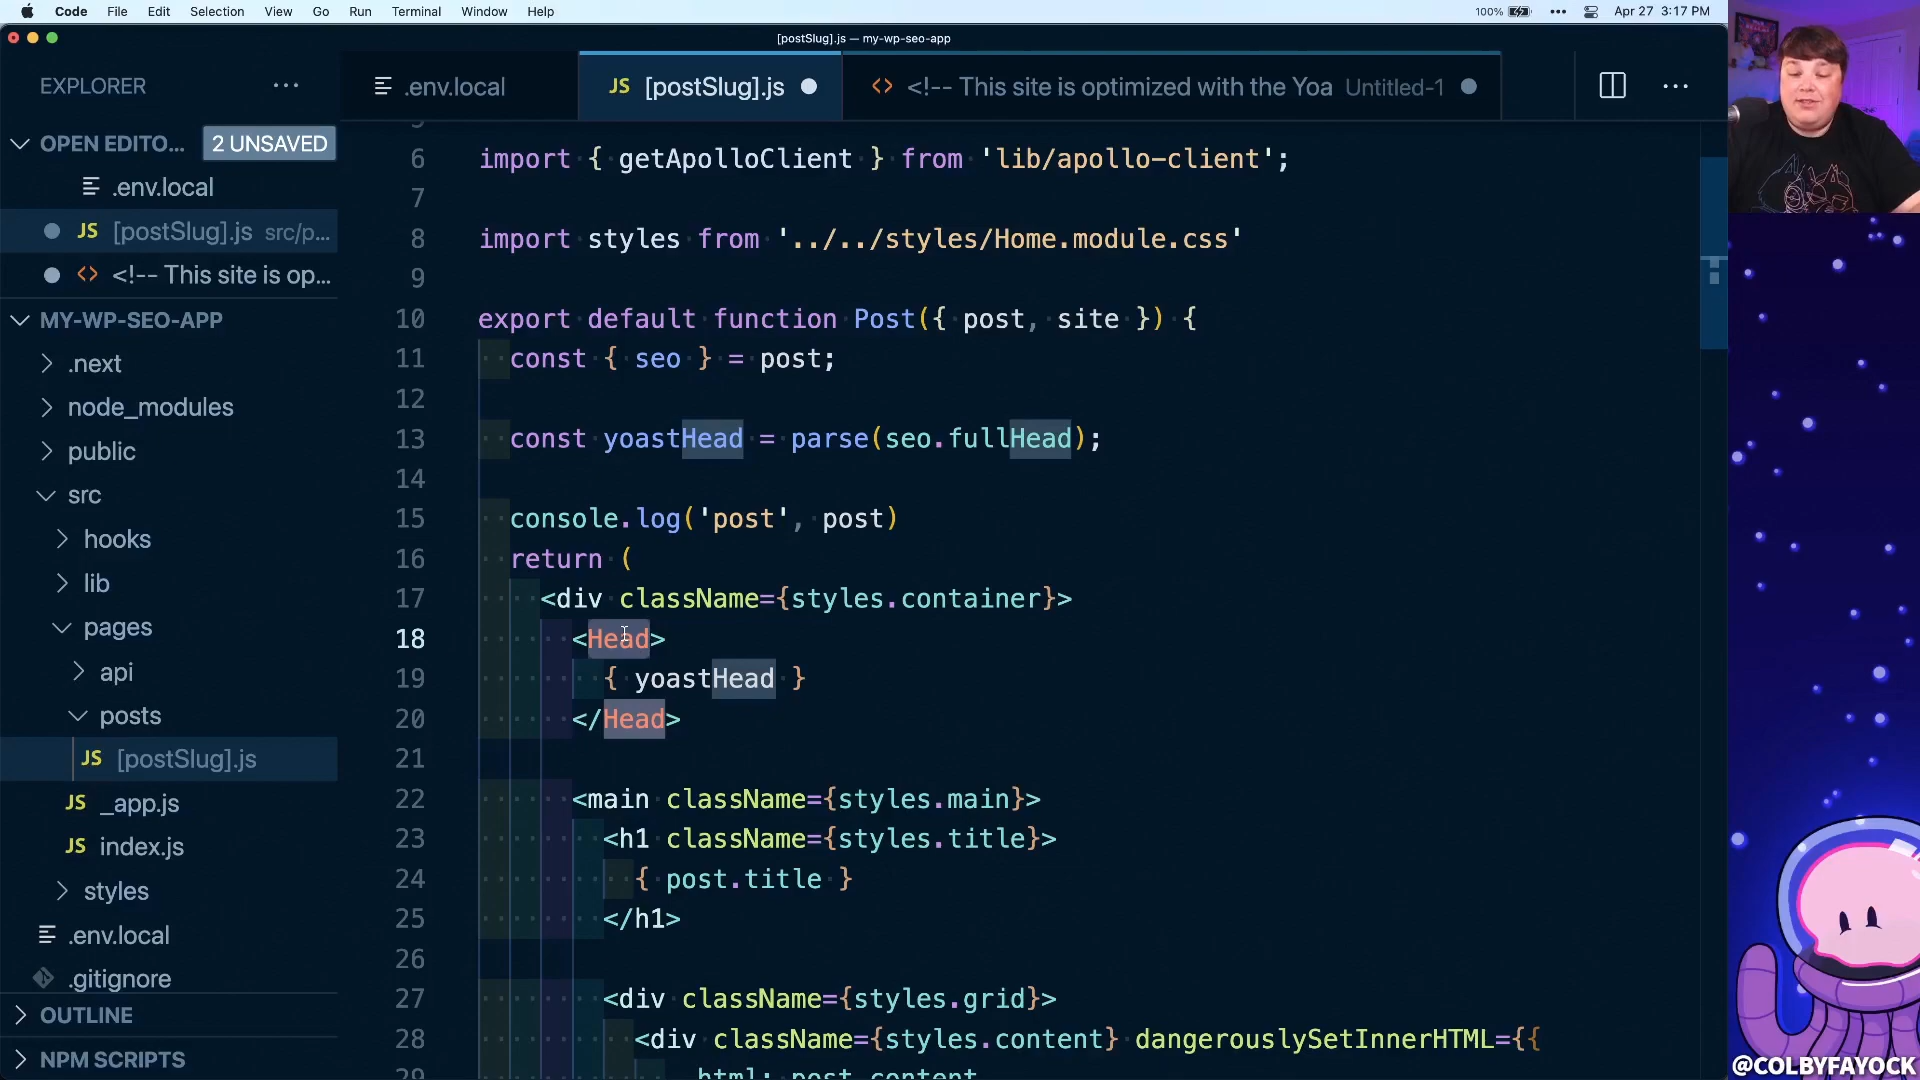 Code File Edit Selection View Go Run Terminal Window Help 100% Apr 27 3:17 PM
[postSlug].js — my-wp-seo-app
EXPLORER ···
.env.local
JS [postSlug].js
<> <!-- This site is optimized with the Yoa Untitled-1
···
OPEN EDITO... 2 UNSAVED
.env.local
JS [postSlug].js src/p...
<> <!-- This site is op...
MY-WP-SEO-APP
.next
node_modules
public
src
hooks
lib
pages
api
posts
JS [postSlug].js
JS _app.js
JS index.js
styles
.env.local
.gitignore
OUTLINE
NPM SCRIPTS
6 import { getApolloClient } from 'lib/apollo-client';
7
8 import styles from '../../styles/Home.module.css'
9
10 export default function Post({ post, site }) {
11 const { seo } = post;
12
13 const yoastHead = parse(seo.fullHead);
14
15 console.log('post', post)
16 return (
17 <div className={styles.container}>
18 <Head>
19 { yoastHead }
20 </Head>
21
22 <main className={styles.main}>
23 <h1 className={styles.title}>
24 { post.title }
25 </h1>
26
27 <div className={styles.grid}>
28 <div className={styles.content} dangerouslySetInnerHTML={{
29 html: post.content
@COLBYFAYOCK